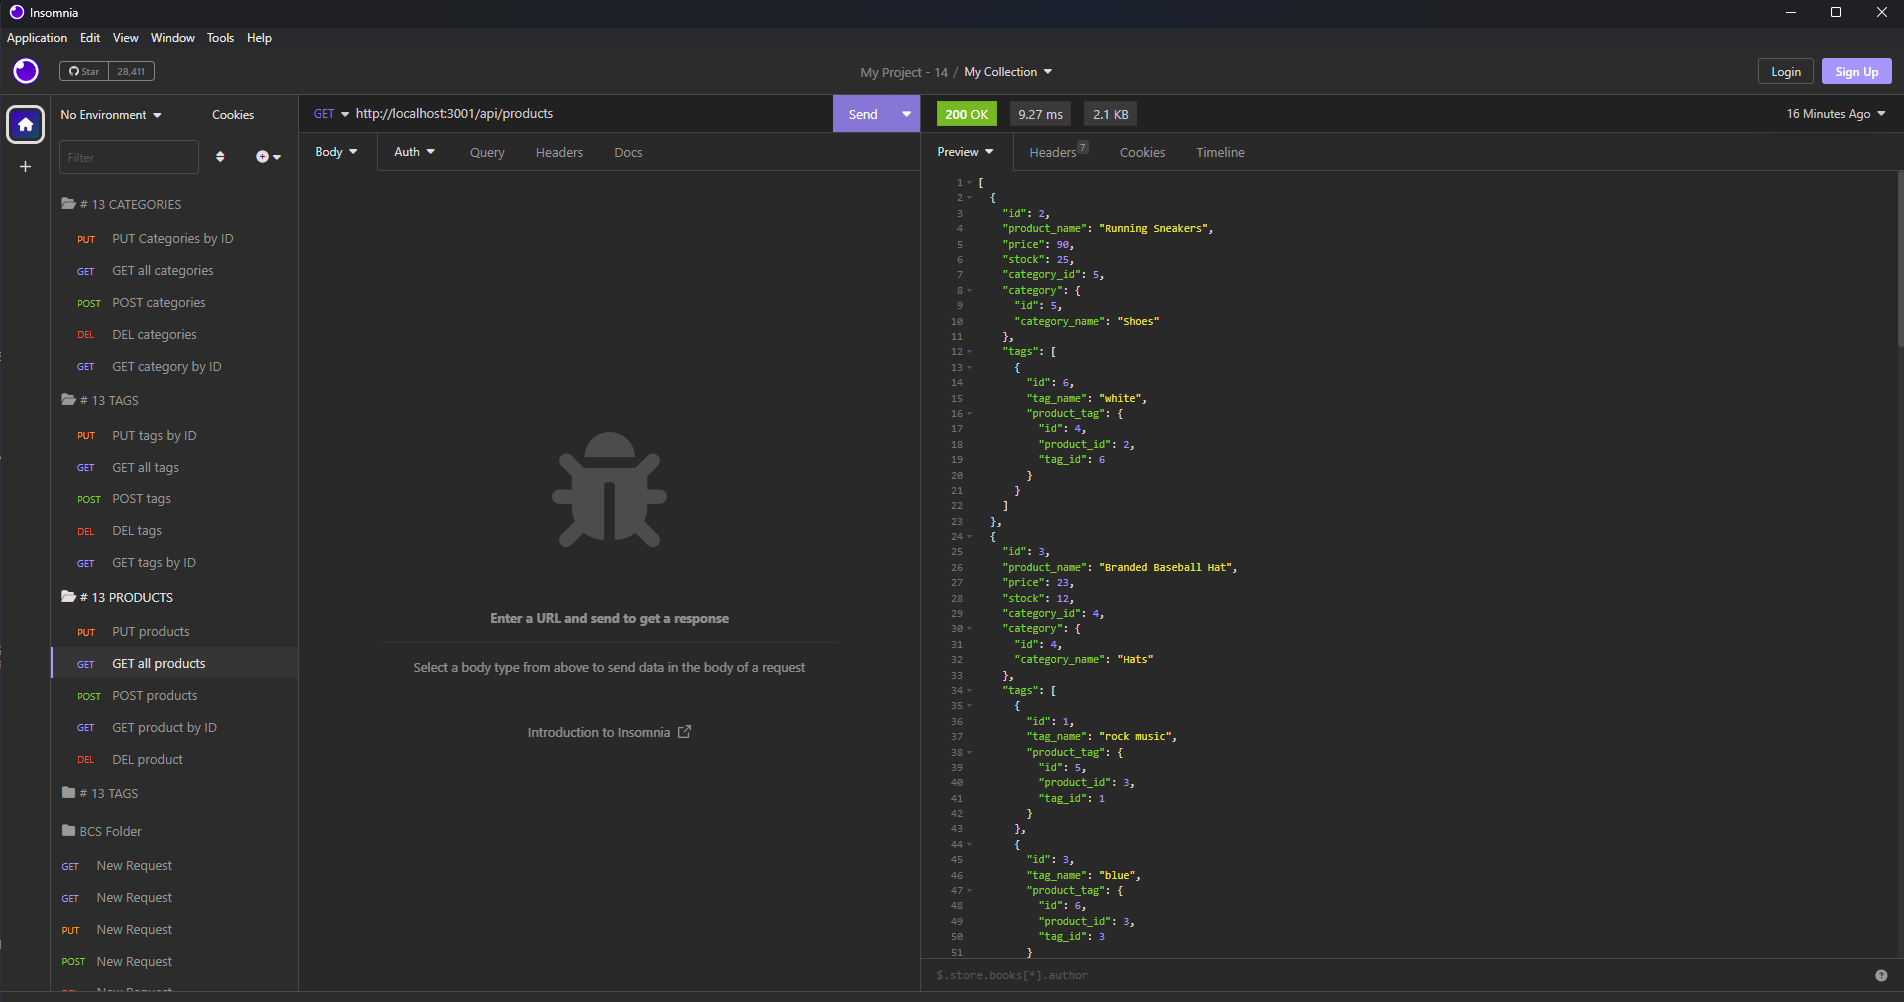 Insomnia
Application Edit View Window Tools Help
Star 28,411
My Project - 14 / My Collection
Login Sign Up
No Environment Cookies
Filter
# 13 CATEGORIES
PUT PUT Categories by ID
GET GET all categories
POST POST categories
DEL DEL categories
GET GET category by ID
# 13 TAGS
PUT PUT tags by ID
GET GET all tags
POST POST tags
DEL DEL tags
GET GET tags by ID
# 13 PRODUCTS
PUT PUT products
GET GET all products
POST POST products
GET GET product by ID
DEL DEL product
# 13 TAGS
BCS Folder
GET New Request
GET New Request
PUT New Request
POST New Request
GET http://localhost:3001/api/products Send
Body Auth Query Headers Docs
Enter a URL and send to get a response
Select a body type from above to send data in the body of a request
Introduction to Insomnia
200 OK 9.27 ms 2.1 KB 16 Minutes Ago
Preview Headers 7 Cookies Timeline
1 [
2 {
3 "id": 2,
4 "product_name": "Running Sneakers",
5 "price": 90,
6 "stock": 25,
7 "category_id": 5,
8 "category": {
9 "id": 5,
10 "category_name": "Shoes"
11 },
12 "tags": [
13 {
14 "id": 6,
15 "tag_name": "white",
16 "product_tag": {
17 "id": 4,
18 "product_id": 2,
19 "tag_id": 6
20 }
21 }
22 ]
23 },
24 {
25 "id": 3,
26 "product_name": "Branded Baseball Hat",
27 "price": 23,
28 "stock": 12,
29 "category_id": 4,
30 "category": {
31 "id": 4,
32 "category_name": "Hats"
33 },
34 "tags": [
35 {
36 "id": 1,
37 "tag_name": "rock music",
38 "product_tag": {
39 "id": 5,
40 "product_id": 3,
41 "tag_id": 1
42 }
43 },
44 {
45 "id": 3,
46 "tag_name": "blue",
47 "product_tag": {
48 "id": 6,
49 "product_id": 3,
50 "tag_id": 3
51 }
$.store.books[*].author